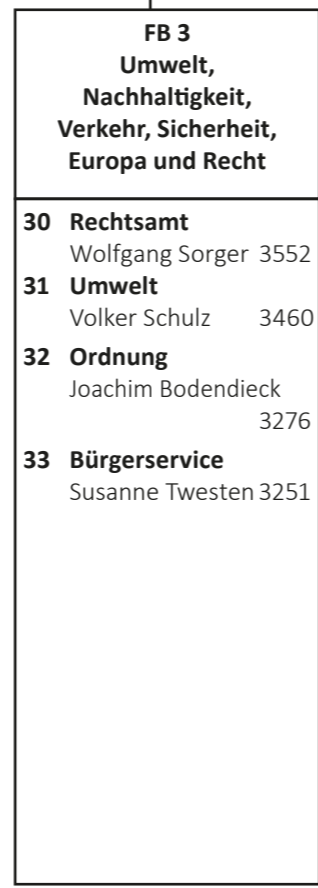 FB 3
Umwelt,
Nachhaltigkeit,
Verkehr, Sicherheit,
Europa und Recht
30 Rechtsamt
Wolfgang Sorger 3552
31 Umwelt
Volker Schulz 3460
32 Ordnung
Joachim Bodendieck
3276
33 Bürgerservice
Susanne Twesten 3251